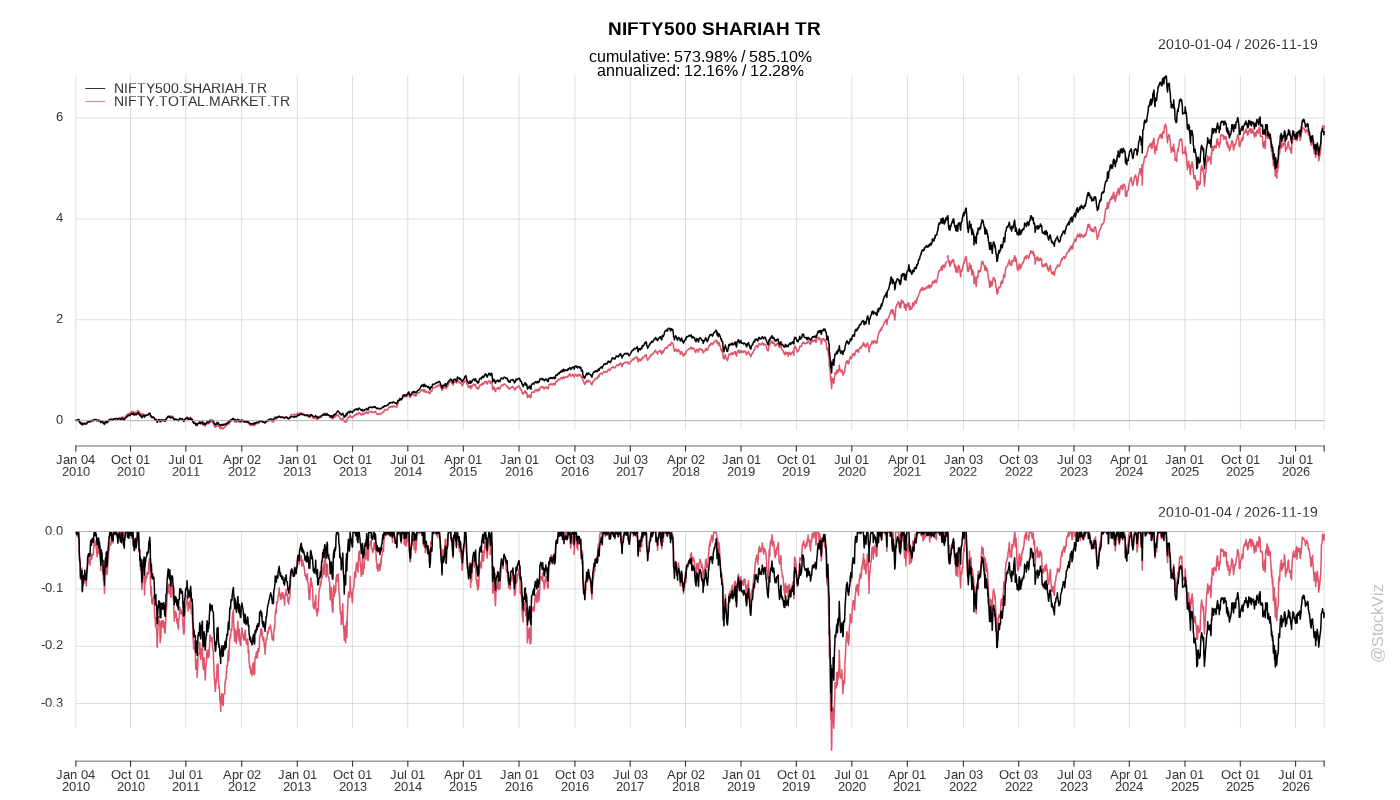 NIFTY500 SHARIAH TR
2010-01-04 / 2026-11-19
cumulative: 573.98% / 585.10%
annualized: 12.16% / 12.28%
NIFTY500.SHARIAH.TR
NIFTY.TOTAL.MARKET.TR
6
4
2
0
Jan 04 Oct 01 Jul 01 Apr 02 Jan 01 Oct 01 Jul 01 Apr 01 Jan 01 Oct 03 Jul 03 Apr 02 Jan 01 Oct 01 Jul 01 Apr 01 Jan 03 Oct 03 Jul 03 Apr 01 Jan 01 Oct 01 Jul 01
2010 2010 2011 2012 2013 2013 2014 2015 2016 2016 2017 2018 2019 2019 2020 2021 2022 2022 2023 2024 2025 2025 2026
2010-01-04 / 2026-11-19
0.0
-0.1
-0.2
-0.3
Jan 04 Oct 01 Jul 01 Apr 02 Jan 01 Oct 01 Jul 01 Apr 01 Jan 01 Oct 03 Jul 03 Apr 02 Jan 01 Oct 01 Jul 01 Apr 01 Jan 03 Oct 03 Jul 03 Apr 01 Jan 01 Oct 01 Jul 01
2010 2010 2011 2012 2013 2013 2014 2015 2016 2016 2017 2018 2019 2019 2020 2021 2022 2022 2023 2024 2025 2025 2026
@StockViz